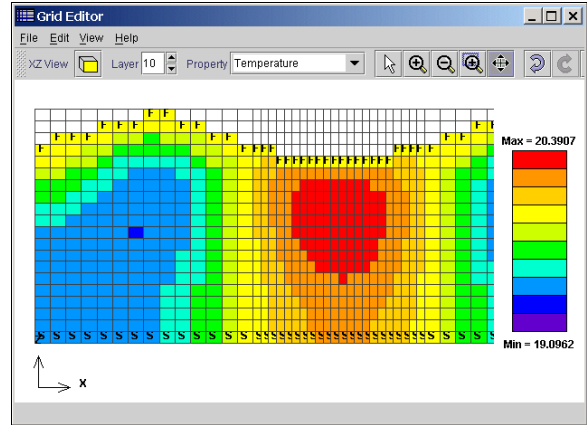 Grid Editor
File Edit View Help
XZ View Layer 10 Property Temperature
F F
F F F F F
F F F F F
F F F F F F F F F F
F F F F F F F F F F F F F F F F F
Max = 20.3907
S S S S S S S S S S S S S S S S S S S S S S S S S S S S S S S S S S S S S S S
Min = 19.0962
X